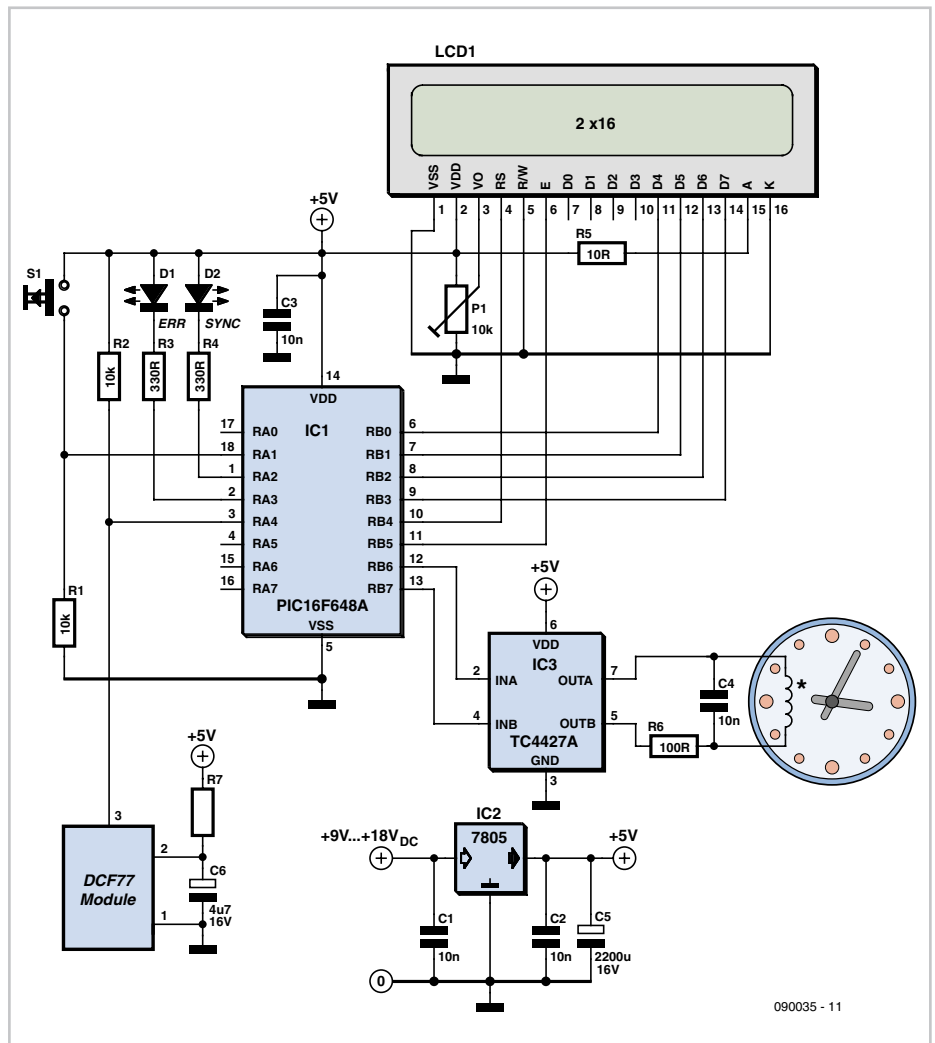 LCD1
2 x16
VSS VDD VO RS R/W E D0 D1 D2 D3 D4 D5 D6 D7 A K
1 2 3 4 5 6 7 8 9 10 11 12 13 14 15 16
+5V
R5
10R
S1
D1
D2
ERR
SYNC
C3
10n
P1
10k
R2
10k
R3
330R
R4
330R
14
VDD
IC1
17 RA0
18 RA1
1 RA2
2 RA3
3 RA4
4 RA5
15 RA6
16 RA7
RB0 6
RB1 7
RB2 8
RB3 9
RB4 10
RB5 11
RB6 12
RB7 13
PIC16F648A
VSS
5
R1
10k
+5V
6
VDD
IC3
2 INA
OUTA 7
4 INB
OUTB 5
TC4427A
GND
3
C4
10n
*
R6
100R
+5V
R7
3
2
1
DCF77
Module
C6
4u7
16V
IC2
7805
+9V...+18VDC
+5V
C1
10n
C2
10n
C5
2200u
16V
0
090035 - 11